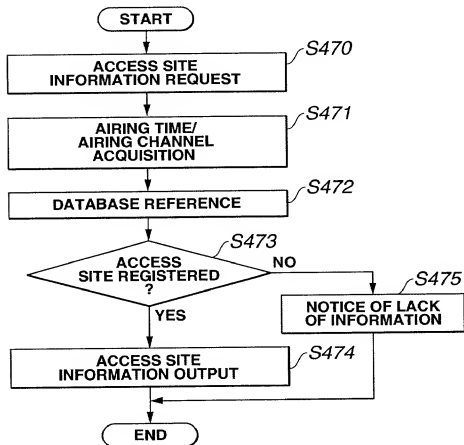 START
S470
ACCESS SITE
INFORMATION REQUEST
S471
AIRING TIME/
AIRING CHANNEL
ACQUISITION
S472
DATABASE REFERENCE
S473
ACCESS
SITE REGISTERED
?
NO
YES
S475
NOTICE OF LACK
OF INFORMATION
S474
ACCESS SITE
INFORMATION OUTPUT
END